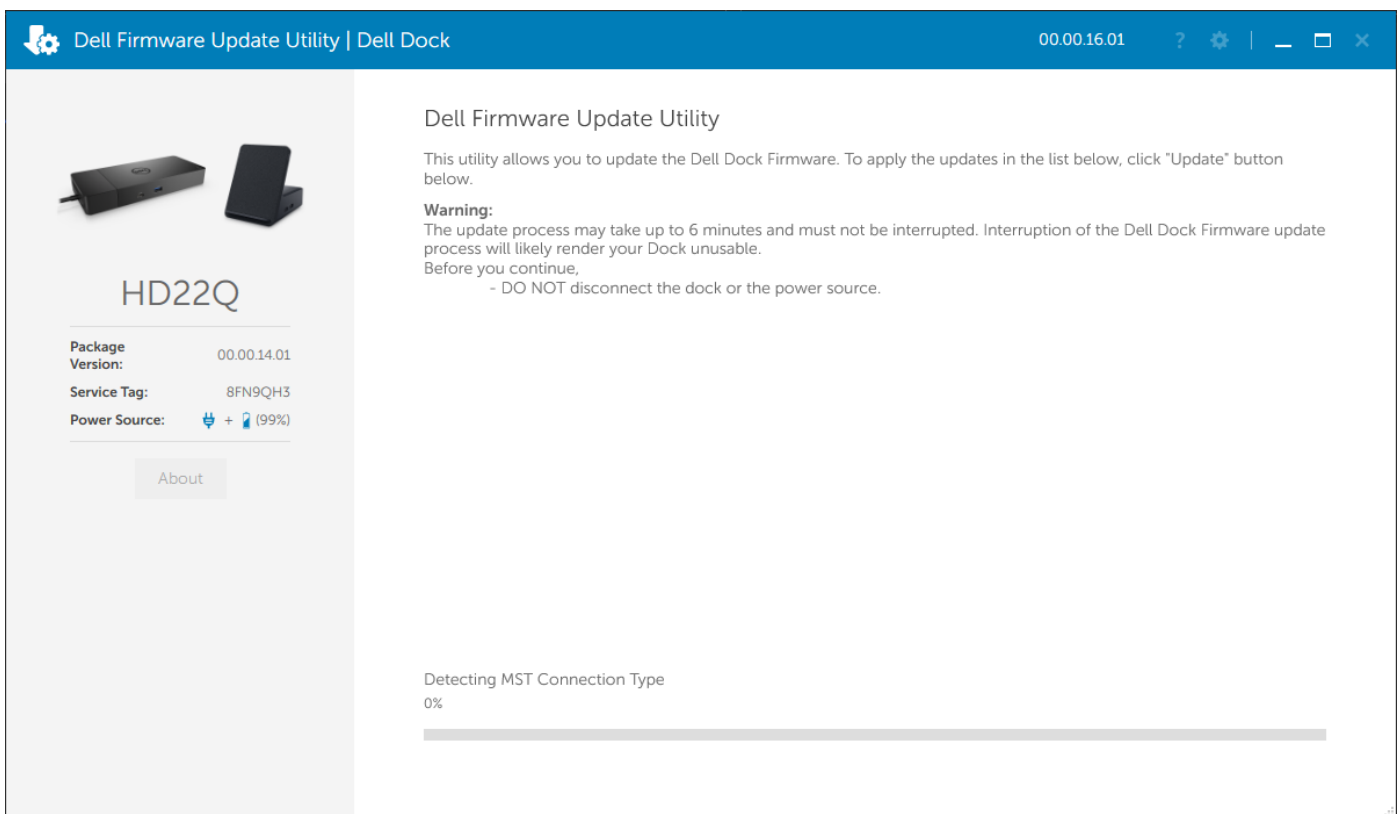 Dell Firmware Update Utility | Dell Dock
00.00.16.01
?
HD22Q
Package
Version:
00.00.14.01
Service Tag: 8FN9QH3
Power Source: + (99%)
About
Dell Firmware Update Utility
This utility allows you to update the Dell Dock Firmware. To apply the updates in the list below, click "Update" button
below.
Warning:
The update process may take up to 6 minutes and must not be interrupted. Interruption of the Dell Dock Firmware update
process will likely render your Dock unusable.
Before you continue,
- DO NOT disconnect the dock or the power source.
Detecting MST Connection Type
0%